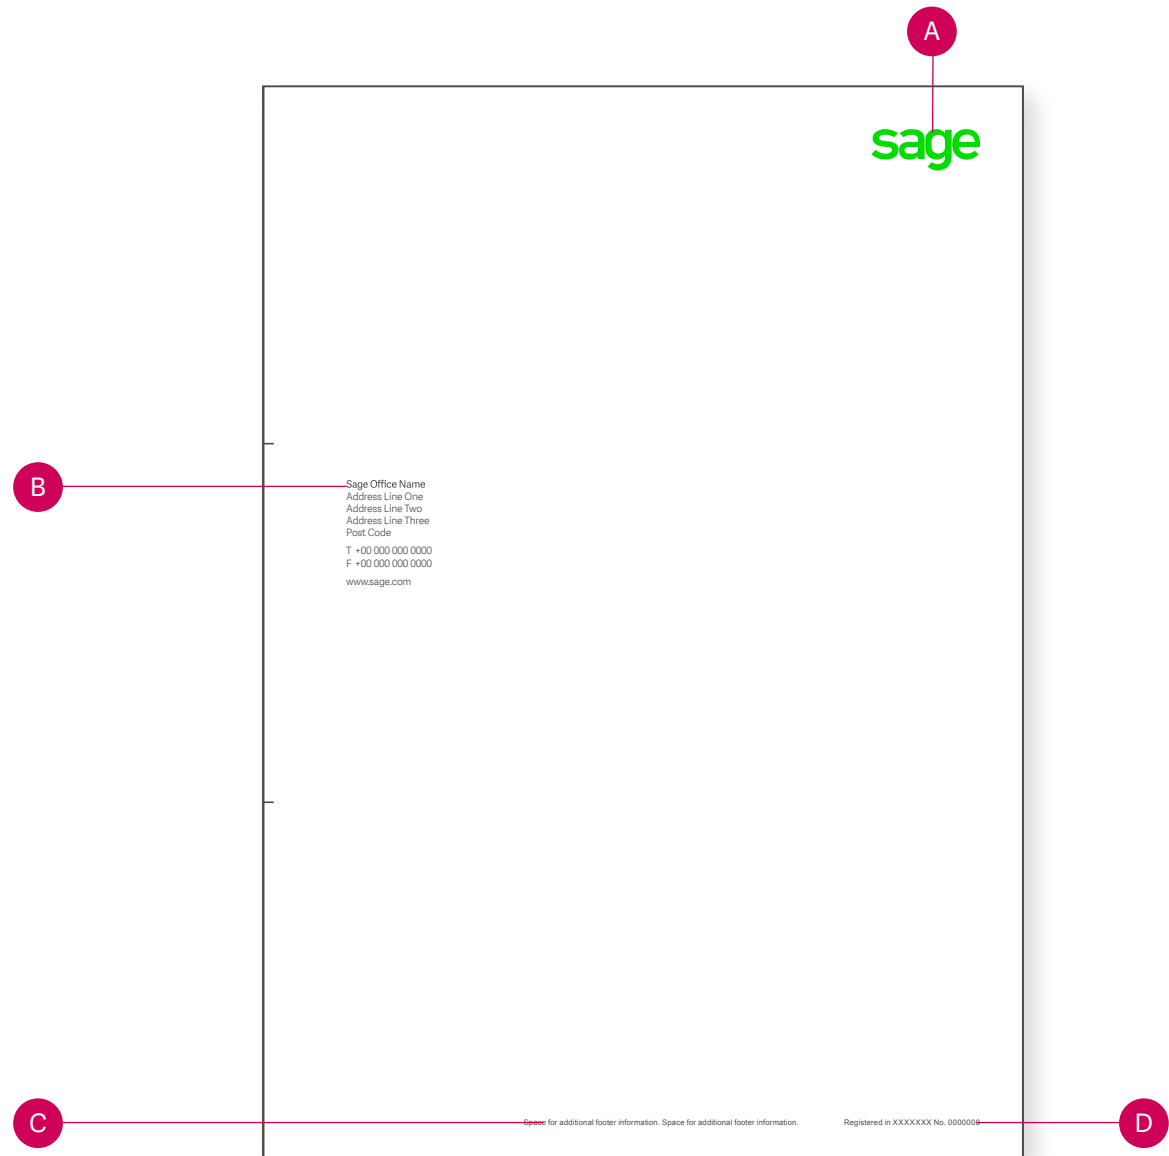 A
sage
B
Sage Office Name
Address Line One
Address Line Two
Address Line Three
Post Code
T +00 000 000 0000
F +00 000 000 0000
www.sage.com
C
Space for additional footer information. Space for additional footer information.
Registered in XXXXXXX No. 0000000
D